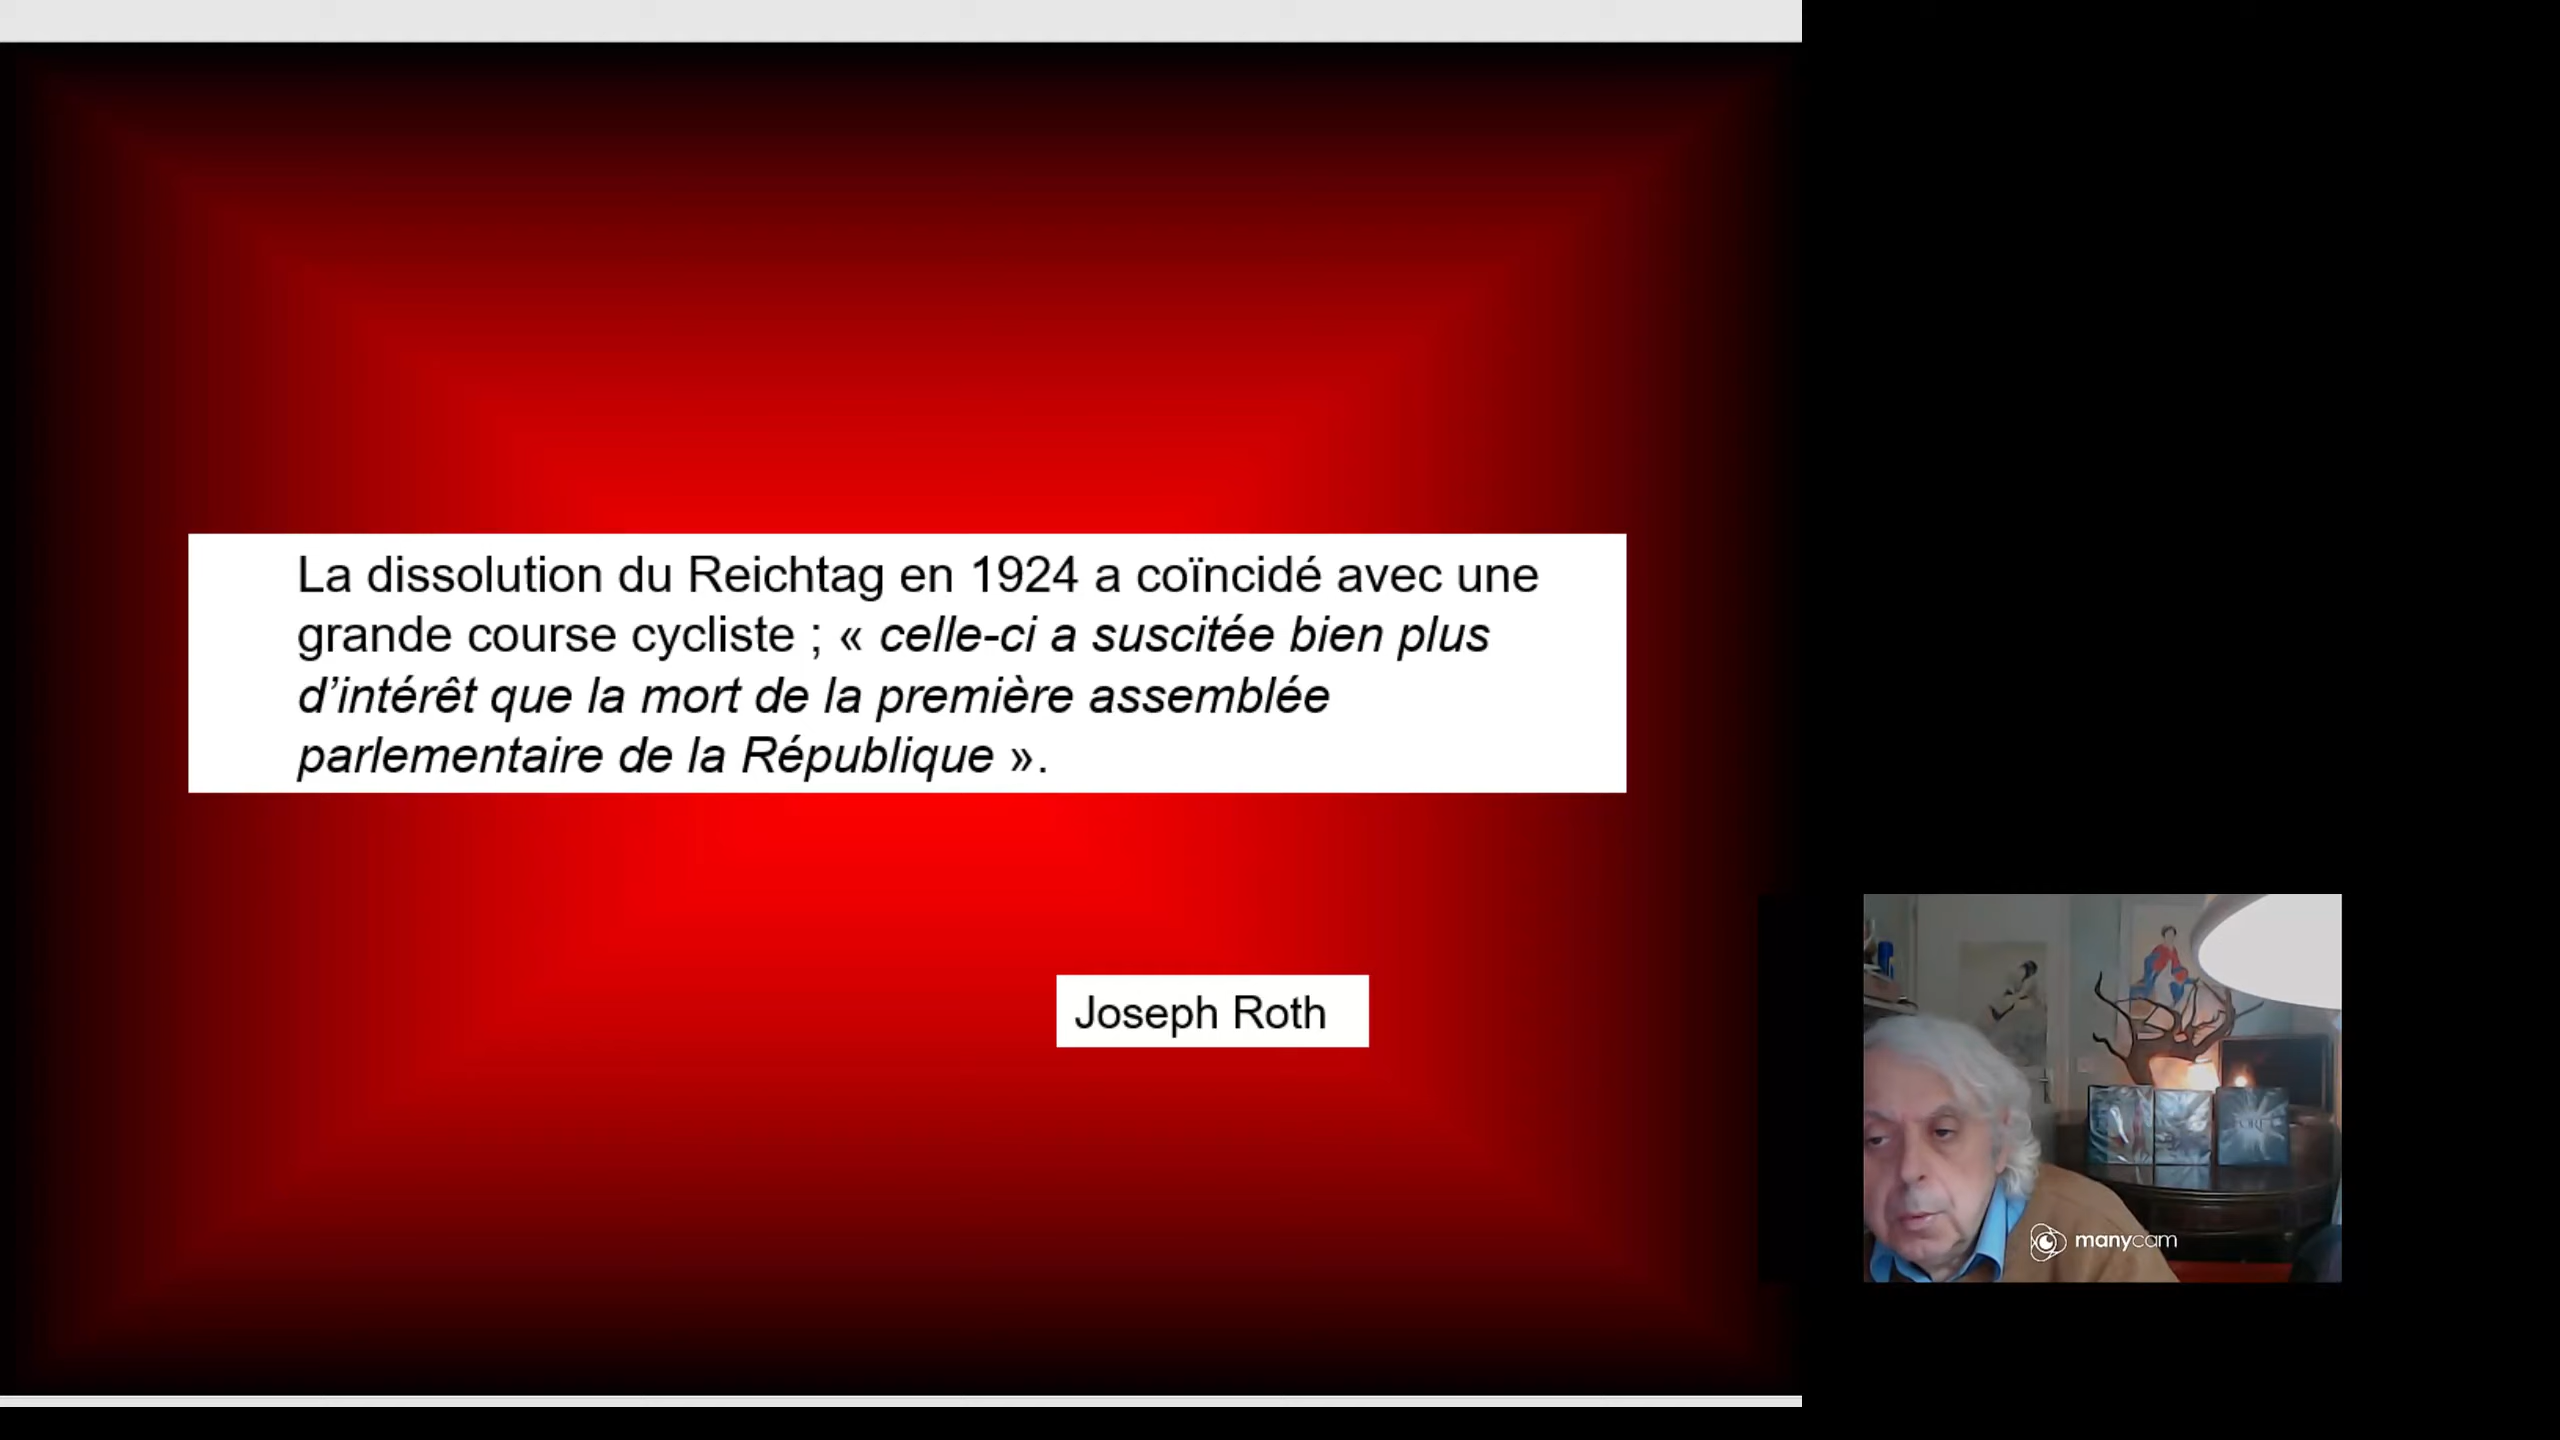 La dissolution du Reichtag en 1924 a coïncidé avec une
grande course cycliste ; « celle-ci a suscitée bien plus
d’intérêt que la mort de la première assemblée
parlementaire de la République ».
Joseph Roth
manycam